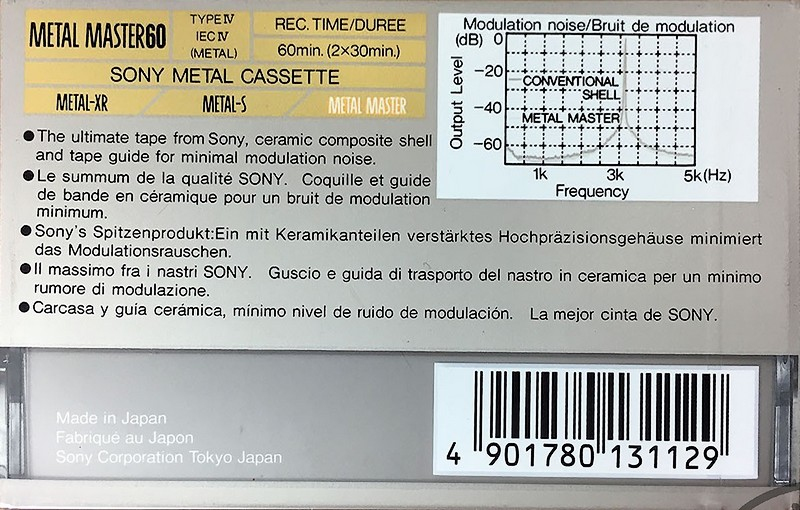 METAL MASTER60
TYPE IV
IEC IV
(METAL)
REC. TIME/DUREE
60min. (2×30min.)
SONY METAL CASSETTE
METAL-XR
METAL-S
METAL MASTER
●The ultimate tape from Sony, ceramic composite shell
and tape guide for minimal modulation noise.
●Le summum de la qualité SONY. Coquille et guide
de bande en céramique pour un bruit de modulation
minimum.
●Sony's Spitzenprodukt:Ein mit Keramikanteilen verstärktes Hochpräzisionsgehäuse minimiert
das Modulationsrauschen.
●Il massimo fra i nastri SONY. Guscio e guida di trasporto del nastro in ceramica per un minimo
rumore di modulazione.
●Carcasa y guía cerámica, mínimo nivel de ruido de modulación. La mejor cinta de SONY.
Modulation noise/Bruit de modulation
(dB)
0
−20
−40
−60
Output Level
CONVENTIONAL
SHELL
METAL MASTER
1k 3k 5k(Hz)
Frequency
Made in Japan
Fabriqué au Japon
Sony Corporation Tokyo Japan
4 901780 131129